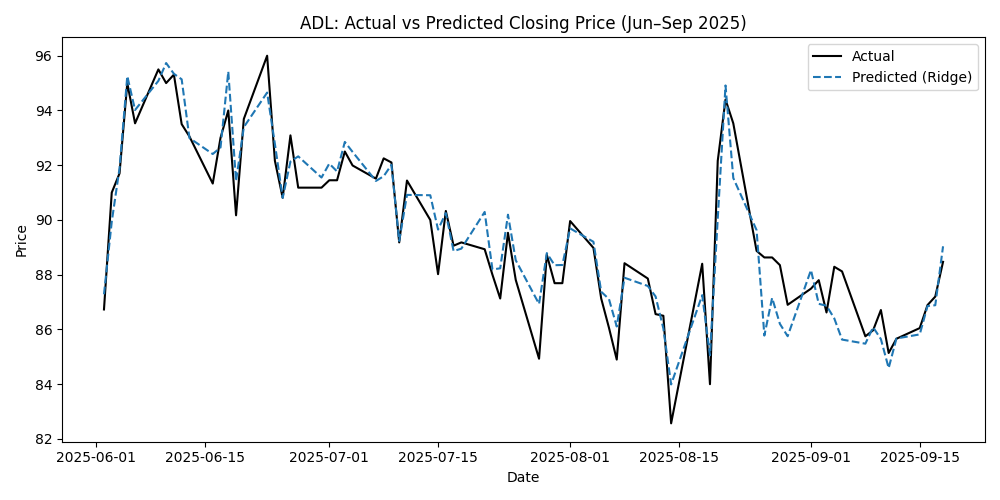 ADL: Actual vs Predicted Closing Price (Jun–Sep 2025)
Actual
Predicted (Ridge)
Price
96
94
92
90
88
86
84
82
2025-06-01 2025-06-15 2025-07-01 2025-07-15 2025-08-01 2025-08-15 2025-09-01 2025-09-15
Date